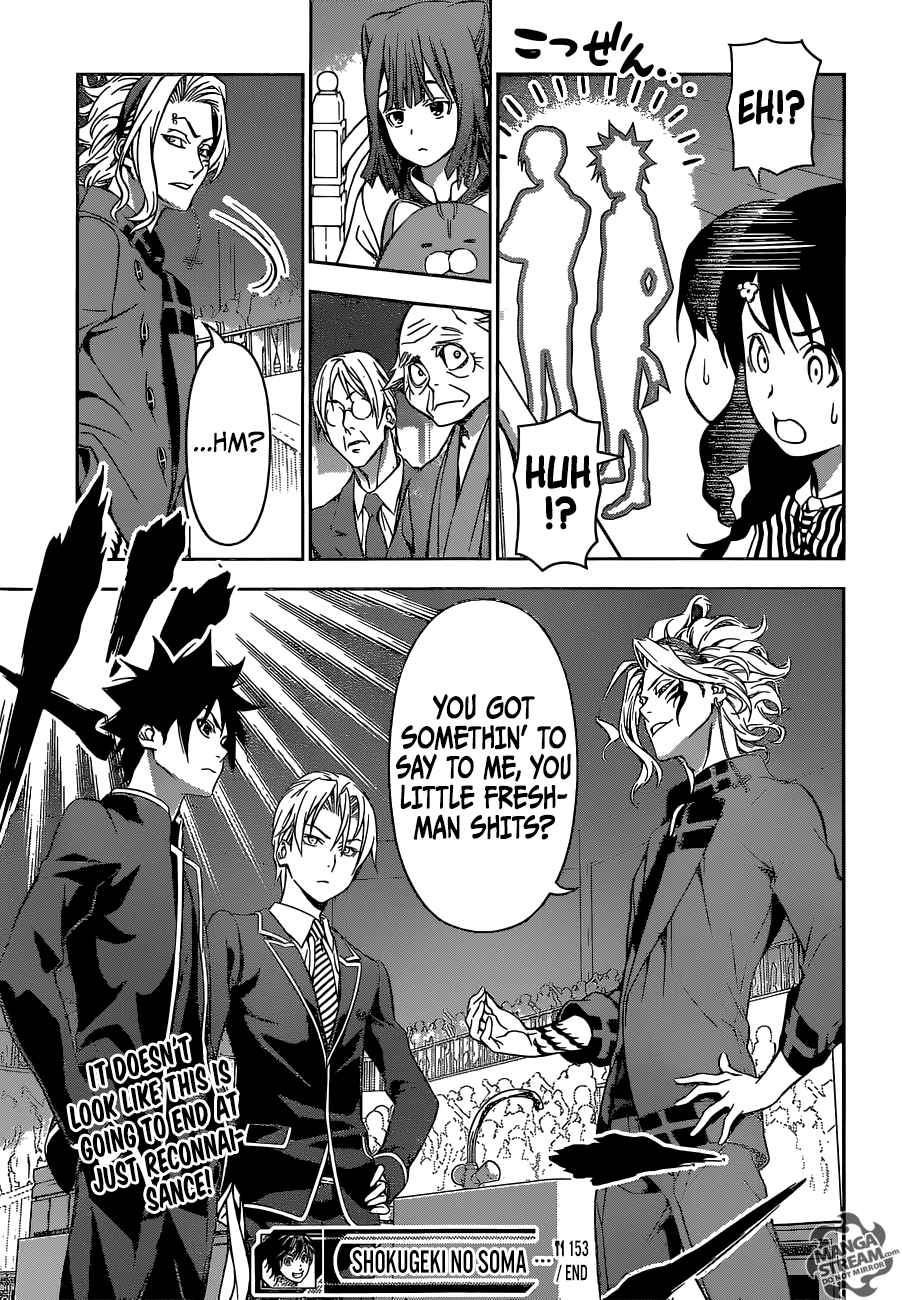 EH!?
こつぜん...
HUH
!?
...HM?
YOU GOT
SOMETHIN' TO
SAY TO ME, YOU
LITTLE FRESH-
MAN SHITS?
IT DOESN'T
LOOK LIKE THIS IS
GOING TO END AT
JUST RECONNAI-
SANCE!
SHOKUGEKI NO SOMA ... 153
/ END
MANGA
STREAM.COM
DO NOT MIRROR